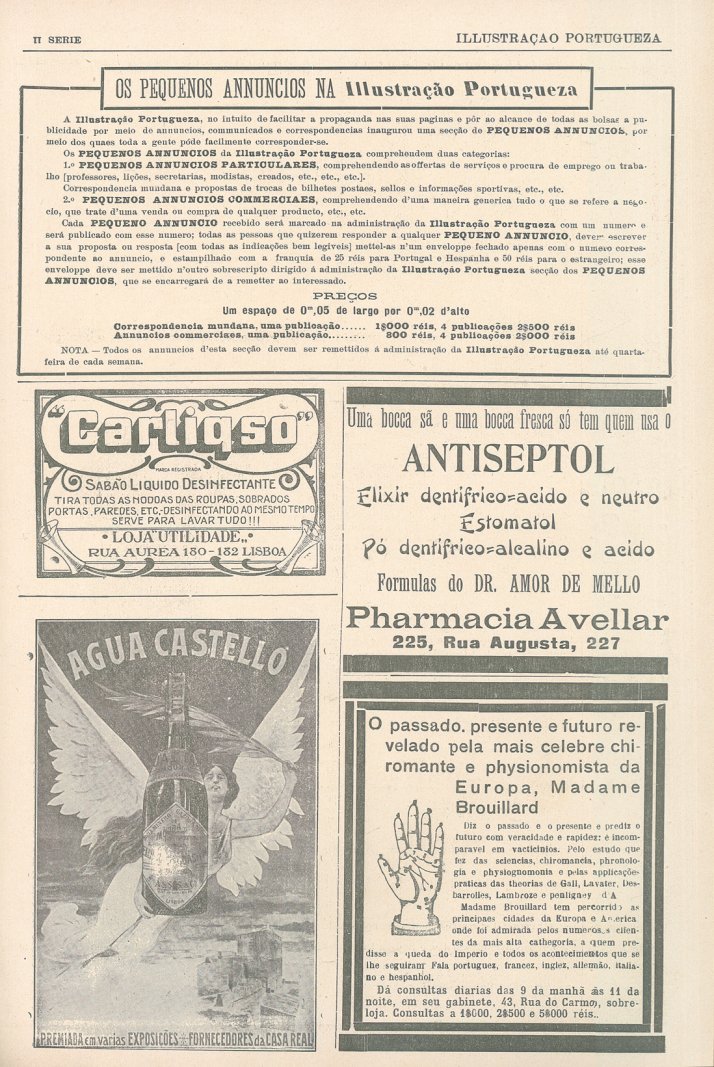 II SERIE
ILLUSTRAÇAO PORTUGUEZA
OS PEQUENOS ANNUNCIOS NA Illustração Portugueza
A Illustração Portugueza, no intuito de facilitar a propaganda nas suas paginas e pôr ao alcance de todas as bolsas a pu-
blicidade por meio de annuncios, communicados e correspondencias inaugurou uma secção de PEQUENOS ANNUNCIOS, por
meio dos quaes toda a gente póde facilmente corresponder-se.
Os PEQUENOS ANNUNCIOS da Illustração Portugueza comprehendem duas categorias:
1.º PEQUENOS ANNUNCIOS PARTICULARES, comprehendendo as offertas de serviços e procura de emprego ou traba-
lho [professores, lições, secretarias, modistas, creados, etc., etc., etc.].
Correspondencia mundana e propostas de trocas de bilhetes postaes, sellos e informações sportivas, etc., etc.
2.º PEQUENOS ANNUNCIOS COMMERCIAES, comprehendendo d'uma maneira generica tudo o que se refere a nego-
cio, que trate d'uma venda ou compra de qualquer producto, etc., etc.
Cada PEQUENO ANNUNCIO recebido será marcado na administração da Illustração Portugueza com um numero e
será publicado com esse numero; todas as pessoas que quizerem responder a qualquer PEQUENO ANNUNCIO, devem escrever
a sua proposta ou resposta [com todas as indicações bem legiveis] mettel-as n'um enveloppe fechado apenas com o numero corres-
pondente ao annuncio, e estampilhado com a franquia de 25 réis para Portugal e Hespanha e 50 réis para o estrangeiro; esse
enveloppe deve ser mettido n'outro sobrescripto dirigido á administração da Illustração Portugueza secção dos PEQUENOS
ANNUNCIOS, que se encarregará de a remetter ao interessado.
PREÇOS
Um espaço de 0m,05 de largo por 0m,02 d'alto
Correspondencia mundana, uma publicação...... 1$000 réis, 4 publicações 2$500 réis
Annuncios commerciaes, uma publicação......... 800 réis, 4 publicações 2$000 réis
NOTA — Todos os annuncios d'esta secção devem ser remettidos á administração da Illustração Portugueza até quarta-
feira de cada semana.
"Carliqso"
MARCA REGISTRADA
SABÃO LIQUIDO DESINFECTANTE
TIRA TODAS AS NODOAS DAS ROUPAS, SOBRADOS
PORTAS, PAREDES, ETC.-DESINFECTANDO AO MESMO TEMPO
SERVE PARA LAVAR TUDO!!!
• LOJA "UTILIDADE" •
RUA AUREA 180-182 LISBOA
Uma bocca sã e uma bocca fresca só tem quem usa o
ANTISEPTOL
Elixir dentifrico=acido e neutro
Estomatol
Pó dentifrico=alcalino e acido
Formulas do DR. AMOR DE MELLO
Pharmacia Avellar
225, Rua Augusta, 227
AGUA CASTELLO
PREMIADA em varias EXPOSIÇÕES * FORNECEDORES da CASA REAL
O passado, presente e futuro re-
velado pela mais celebre chi-
romante e physionomista da
Europa, Madame
Brouillard
Diz o passado e o presente e prediz o
futuro com veracidade e rapidez: é incom-
paravel em vacticinios. Pelo estudo que
fez das sciencias, chiromancia, phronolo-
gia e physiognomonia e pelas applicações
praticas das theorias de Gall, Lavater, Des-
barrolles, Lambroze e penligney d A
Madame Brouillard tem percorrido as
principaes cidades da Europa e America
onde foi admirada pelos numerosos clien-
tes da mais alta cathegoria, a quem pre-
disse a queda do Imperio e todos os acontecimentos que se
lhe seguiram Fala portuguez, francez, inglez, allemão, italia-
no e hespanhol.
Dá consultas diarias das 9 da manhã ás 11 da
noite, em seu gabinete, 43, Rua do Carmo, sobre-
loja. Consultas a 1$000, 2$500 e 5$000 réis..